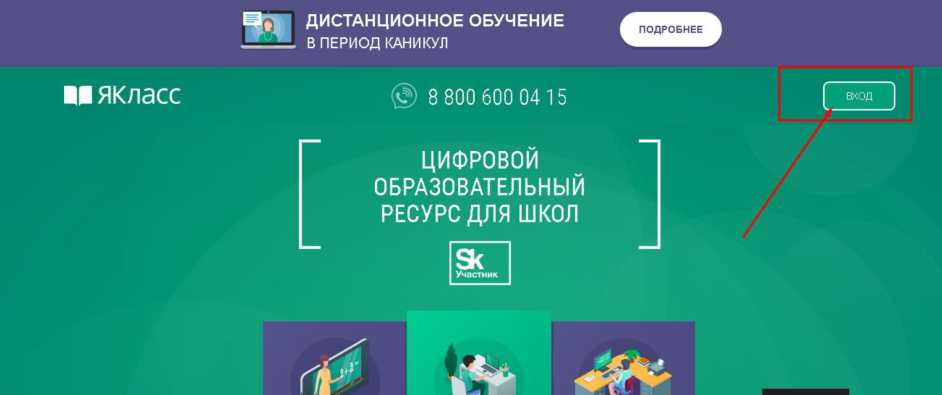 ДИСТАНЦИОННОЕ ОБУЧЕНИЕ
В ПЕРИОД КАНИКУЛ
ПОДРОБНЕЕ
ЯКласс
8 800 600 04 15
ВХОД
ЦИФРОВОЙ
ОБРАЗОВАТЕЛЬНЫЙ
РЕСУРС ДЛЯ ШКОЛ
Sk
Участник